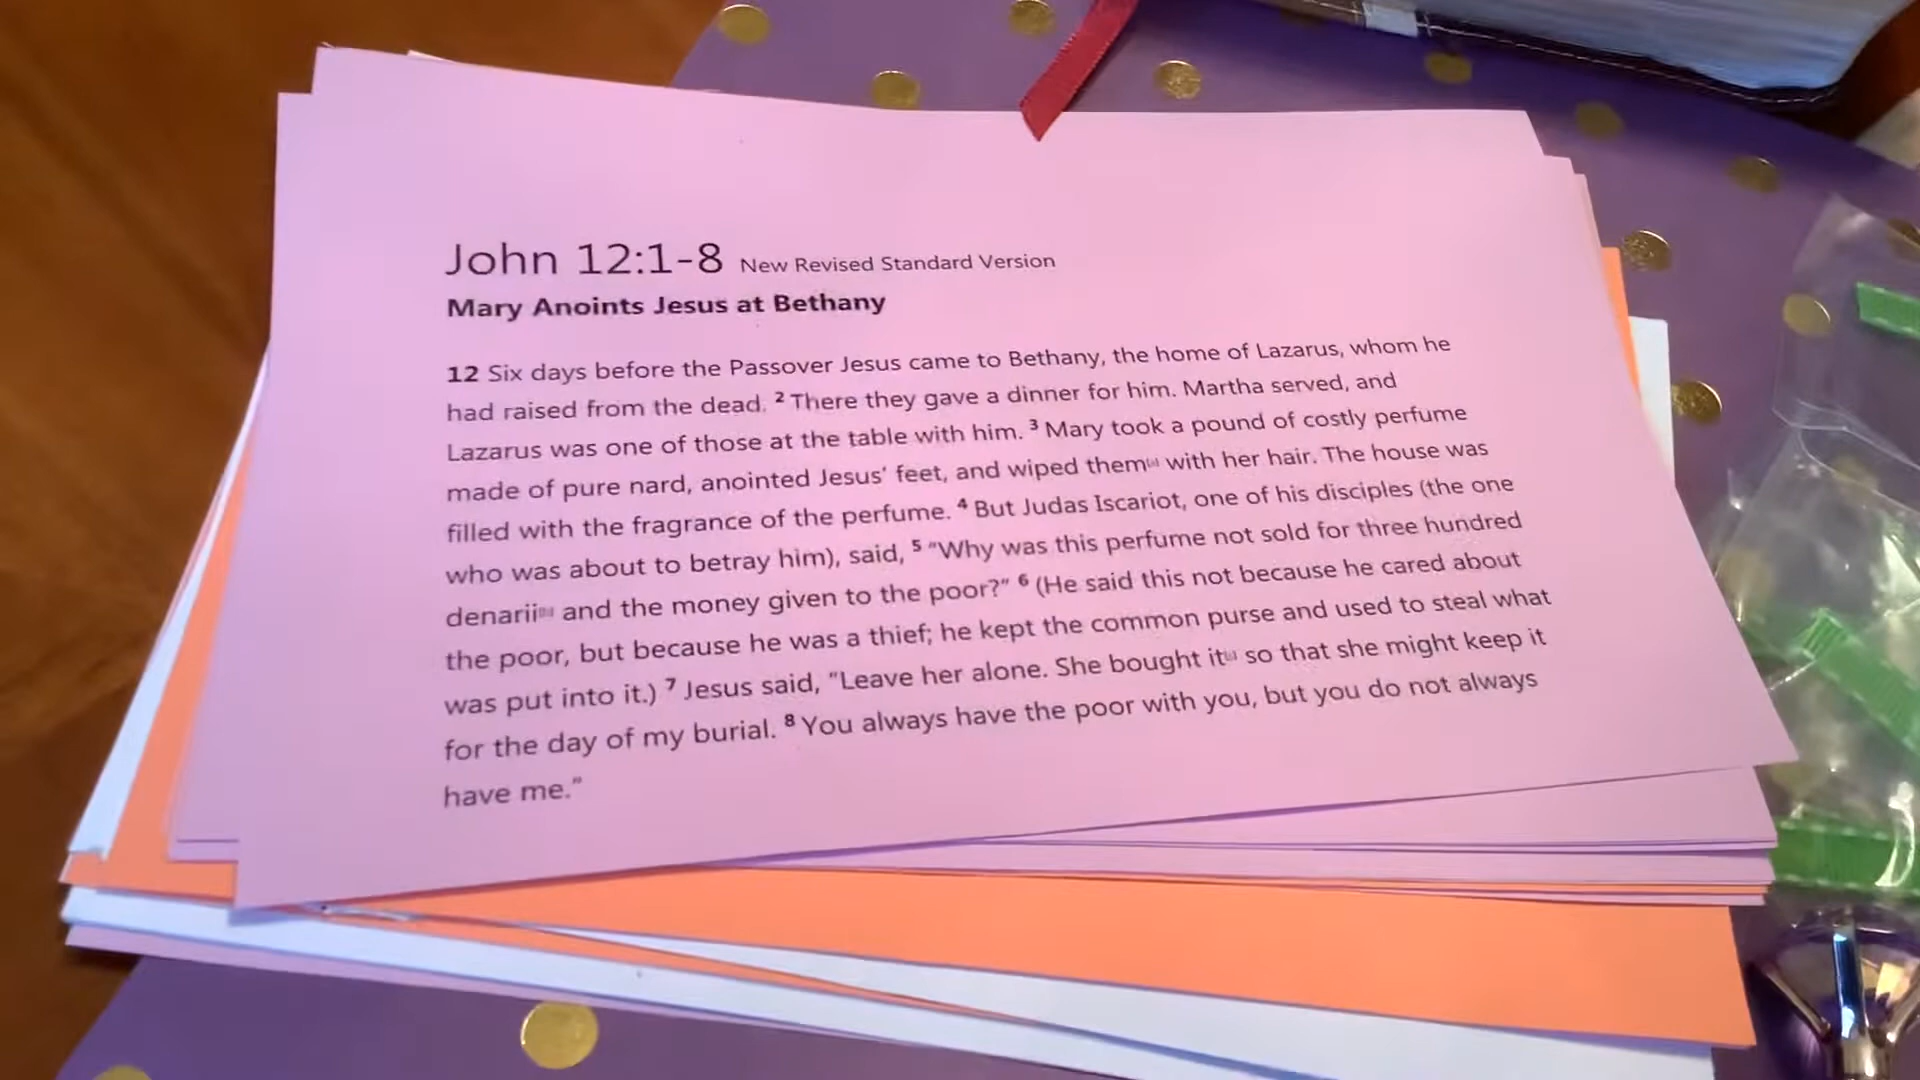 John 12:1-8 New Revised Standard Version
Mary Anoints Jesus at Bethany
12 Six days before the Passover Jesus came to Bethany, the home of Lazarus, whom he
had raised from the dead. 2 There they gave a dinner for him. Martha served, and
Lazarus was one of those at the table with him. 3 Mary took a pound of costly perfume
made of pure nard, anointed Jesus’ feet, and wiped them with her hair. The house was
filled with the fragrance of the perfume. 4 But Judas Iscariot, one of his disciples (the one
who was about to betray him), said, 5 “Why was this perfume not sold for three hundred
denarii and the money given to the poor?” 6 (He said this not because he cared about
the poor, but because he was a thief; he kept the common purse and used to steal what
was put into it.) 7 Jesus said, “Leave her alone. She bought it so that she might keep it
for the day of my burial. 8 You always have the poor with you, but you do not always
have me.”